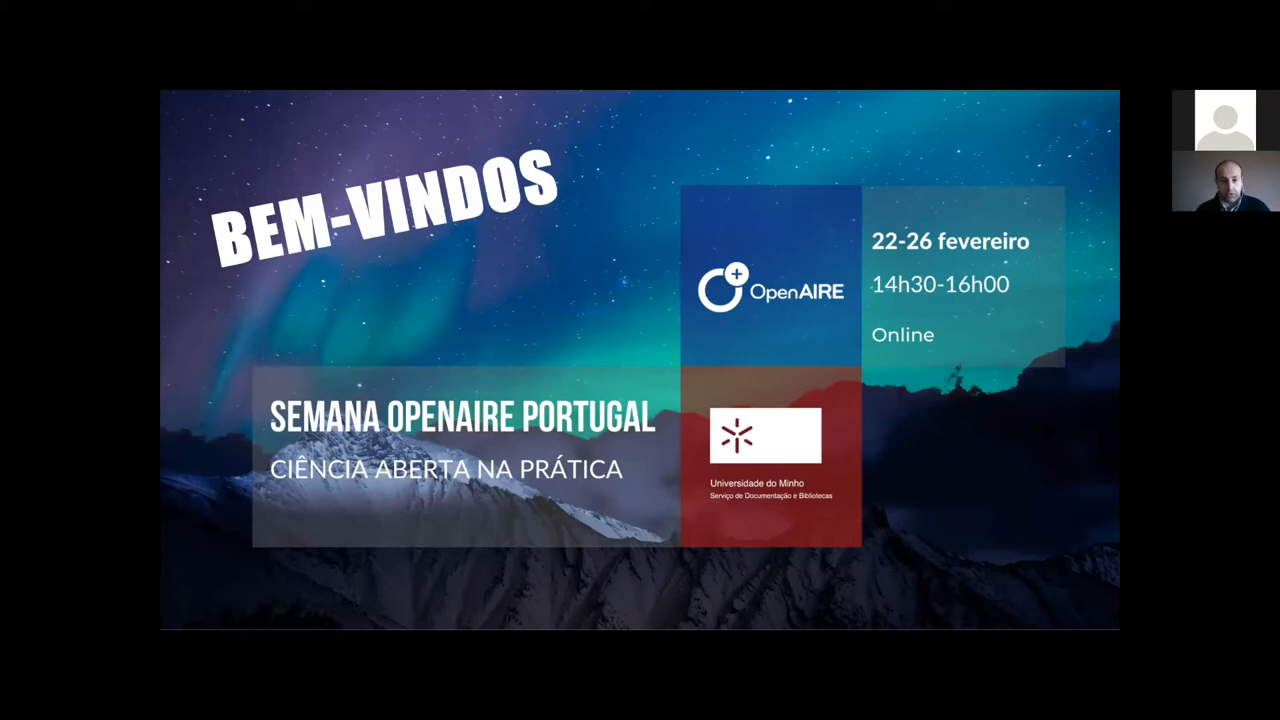 BEM-VINDOS
OpenAIRE
22-26 fevereiro
14h30-16h00
Online
SEMANA OPENAIRE PORTUGAL
CIÊNCIA ABERTA NA PRÁTICA
Universidade do Minho
Serviço de Documentação e Bibliotecas